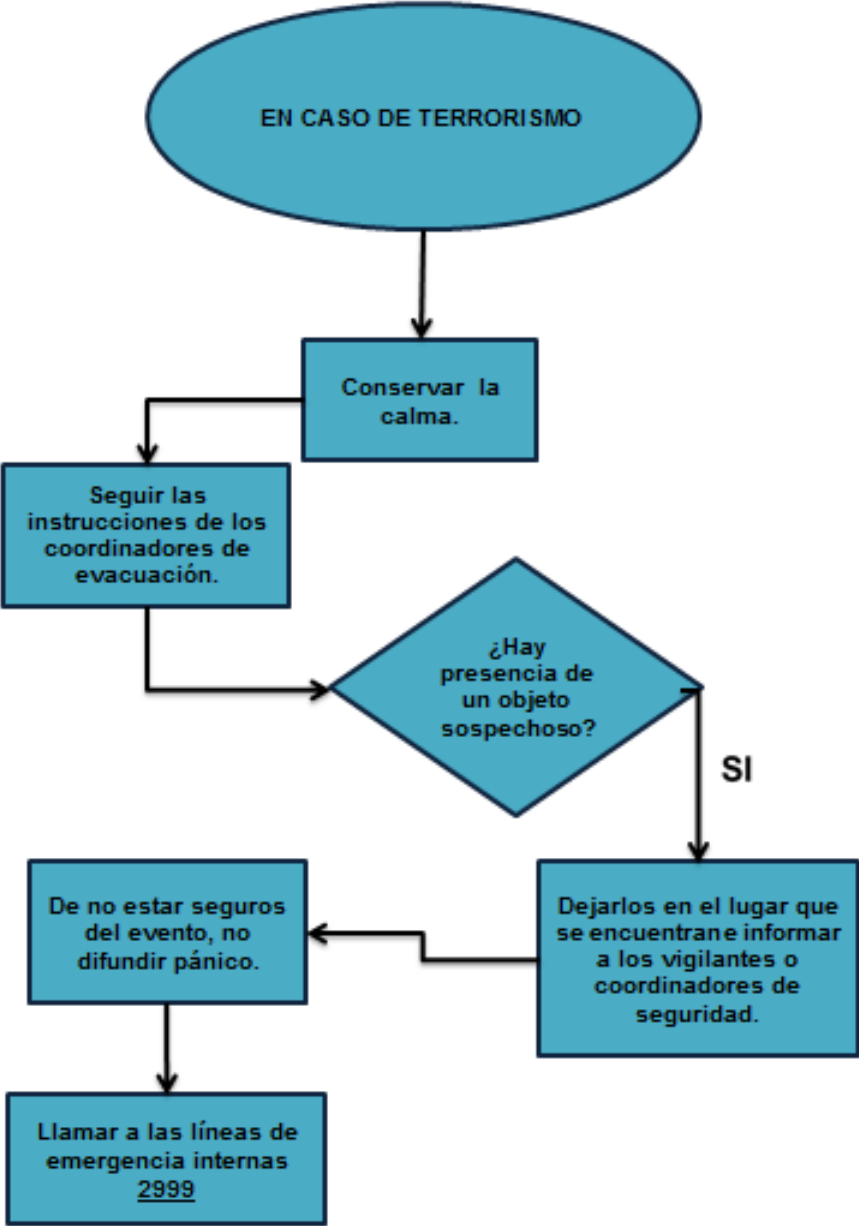 EN CASO DE TERRORISMO
Conservar la
calma.
Seguir las
instrucciones de los
coordinadores de
evacuación.
¿Hay
presencia de
un objeto
sospechoso?
SI
Dejarlos en el lugar que
se encuentran e informar
a los vigilantes o
coordinadores de
seguridad.
De no estar seguros
del evento, no
difundir pánico.
Llamar a las líneas de
emergencia internas
2999